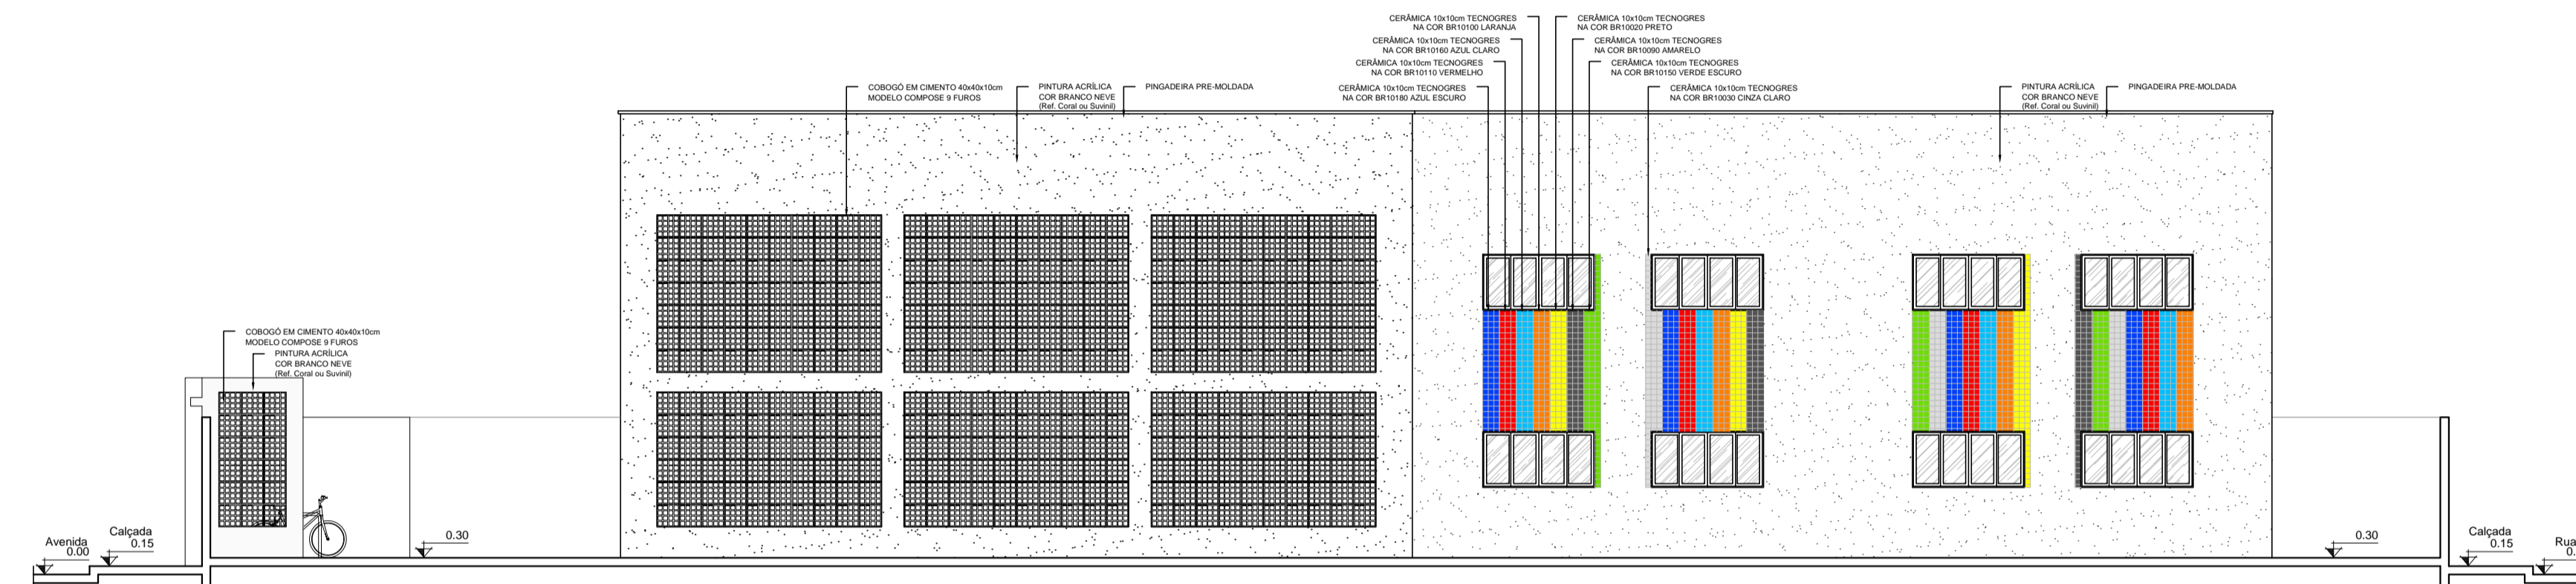 CERÂMICA 10x10cm TECNOGRES
NA COR BR10100 LARANJA
CERÂMICA 10x10cm TECNOGRES
NA COR BR10020 PRETO
CERÂMICA 10x10cm TECNOGRES
NA COR BR10160 AZUL CLARO
CERÂMICA 10x10cm TECNOGRES
NA COR BR10090 AMARELO
CERÂMICA 10x10cm TECNOGRES
NA COR BR10110 VERMELHO
CERÂMICA 10x10cm TECNOGRES
NA COR BR10150 VERDE ESCURO
COBOGÓ EM CIMENTO 40x40x10cm
MODELO COMPOSE 9 FUROS
PINTURA ACRÍLICA
COR BRANCO NEVE
(Ref. Coral ou Suvinil)
PINGADEIRA PRE-MOLDADA
CERÂMICA 10x10cm TECNOGRES
NA COR BR10180 AZUL ESCURO
CERÂMICA 10x10cm TECNOGRES
NA COR BR10030 CINZA CLARO
PINTURA ACRÍLICA
COR BRANCO NEVE
(Ref. Coral ou Suvinil)
PINGADEIRA PRE-MOLDADA
COBOGÓ EM CIMENTO 40x40x10cm
MODELO COMPOSE 9 FUROS
PINTURA ACRÍLICA
COR BRANCO NEVE
(Ref. Coral ou Suvinil)
Avenida
0.00
Calçada
0.15
0.30
0.30
Calçada
0.15
Rua
0.